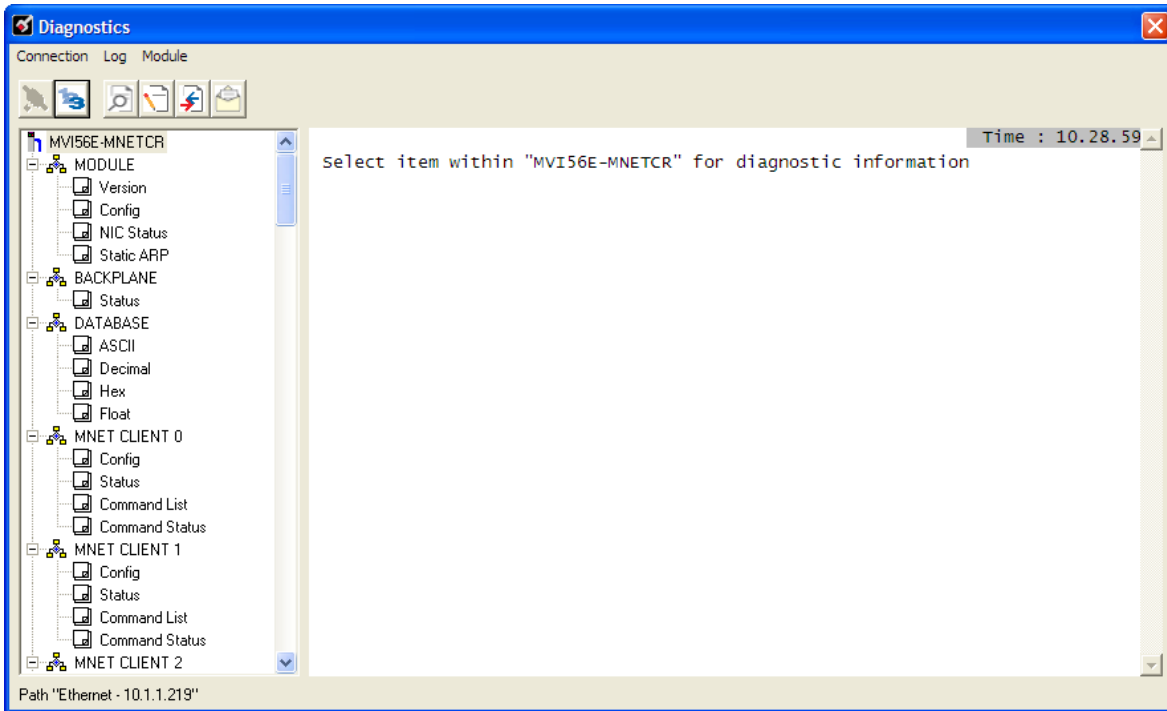 Diagnostics
Connection Log Module
MVI56E-MNETCR
MODULE
Version
Config
NIC Status
Static ARP
BACKPLANE
Status
DATABASE
ASCII
Decimal
Hex
Float
MNET CLIENT 0
Config
Status
Command List
Command Status
MNET CLIENT 1
Config
Status
Command List
Command Status
MNET CLIENT 2
Time : 10.28.59
Select item within "MVI56E-MNETCR" for diagnostic information
Path "Ethernet - 10.1.1.219"